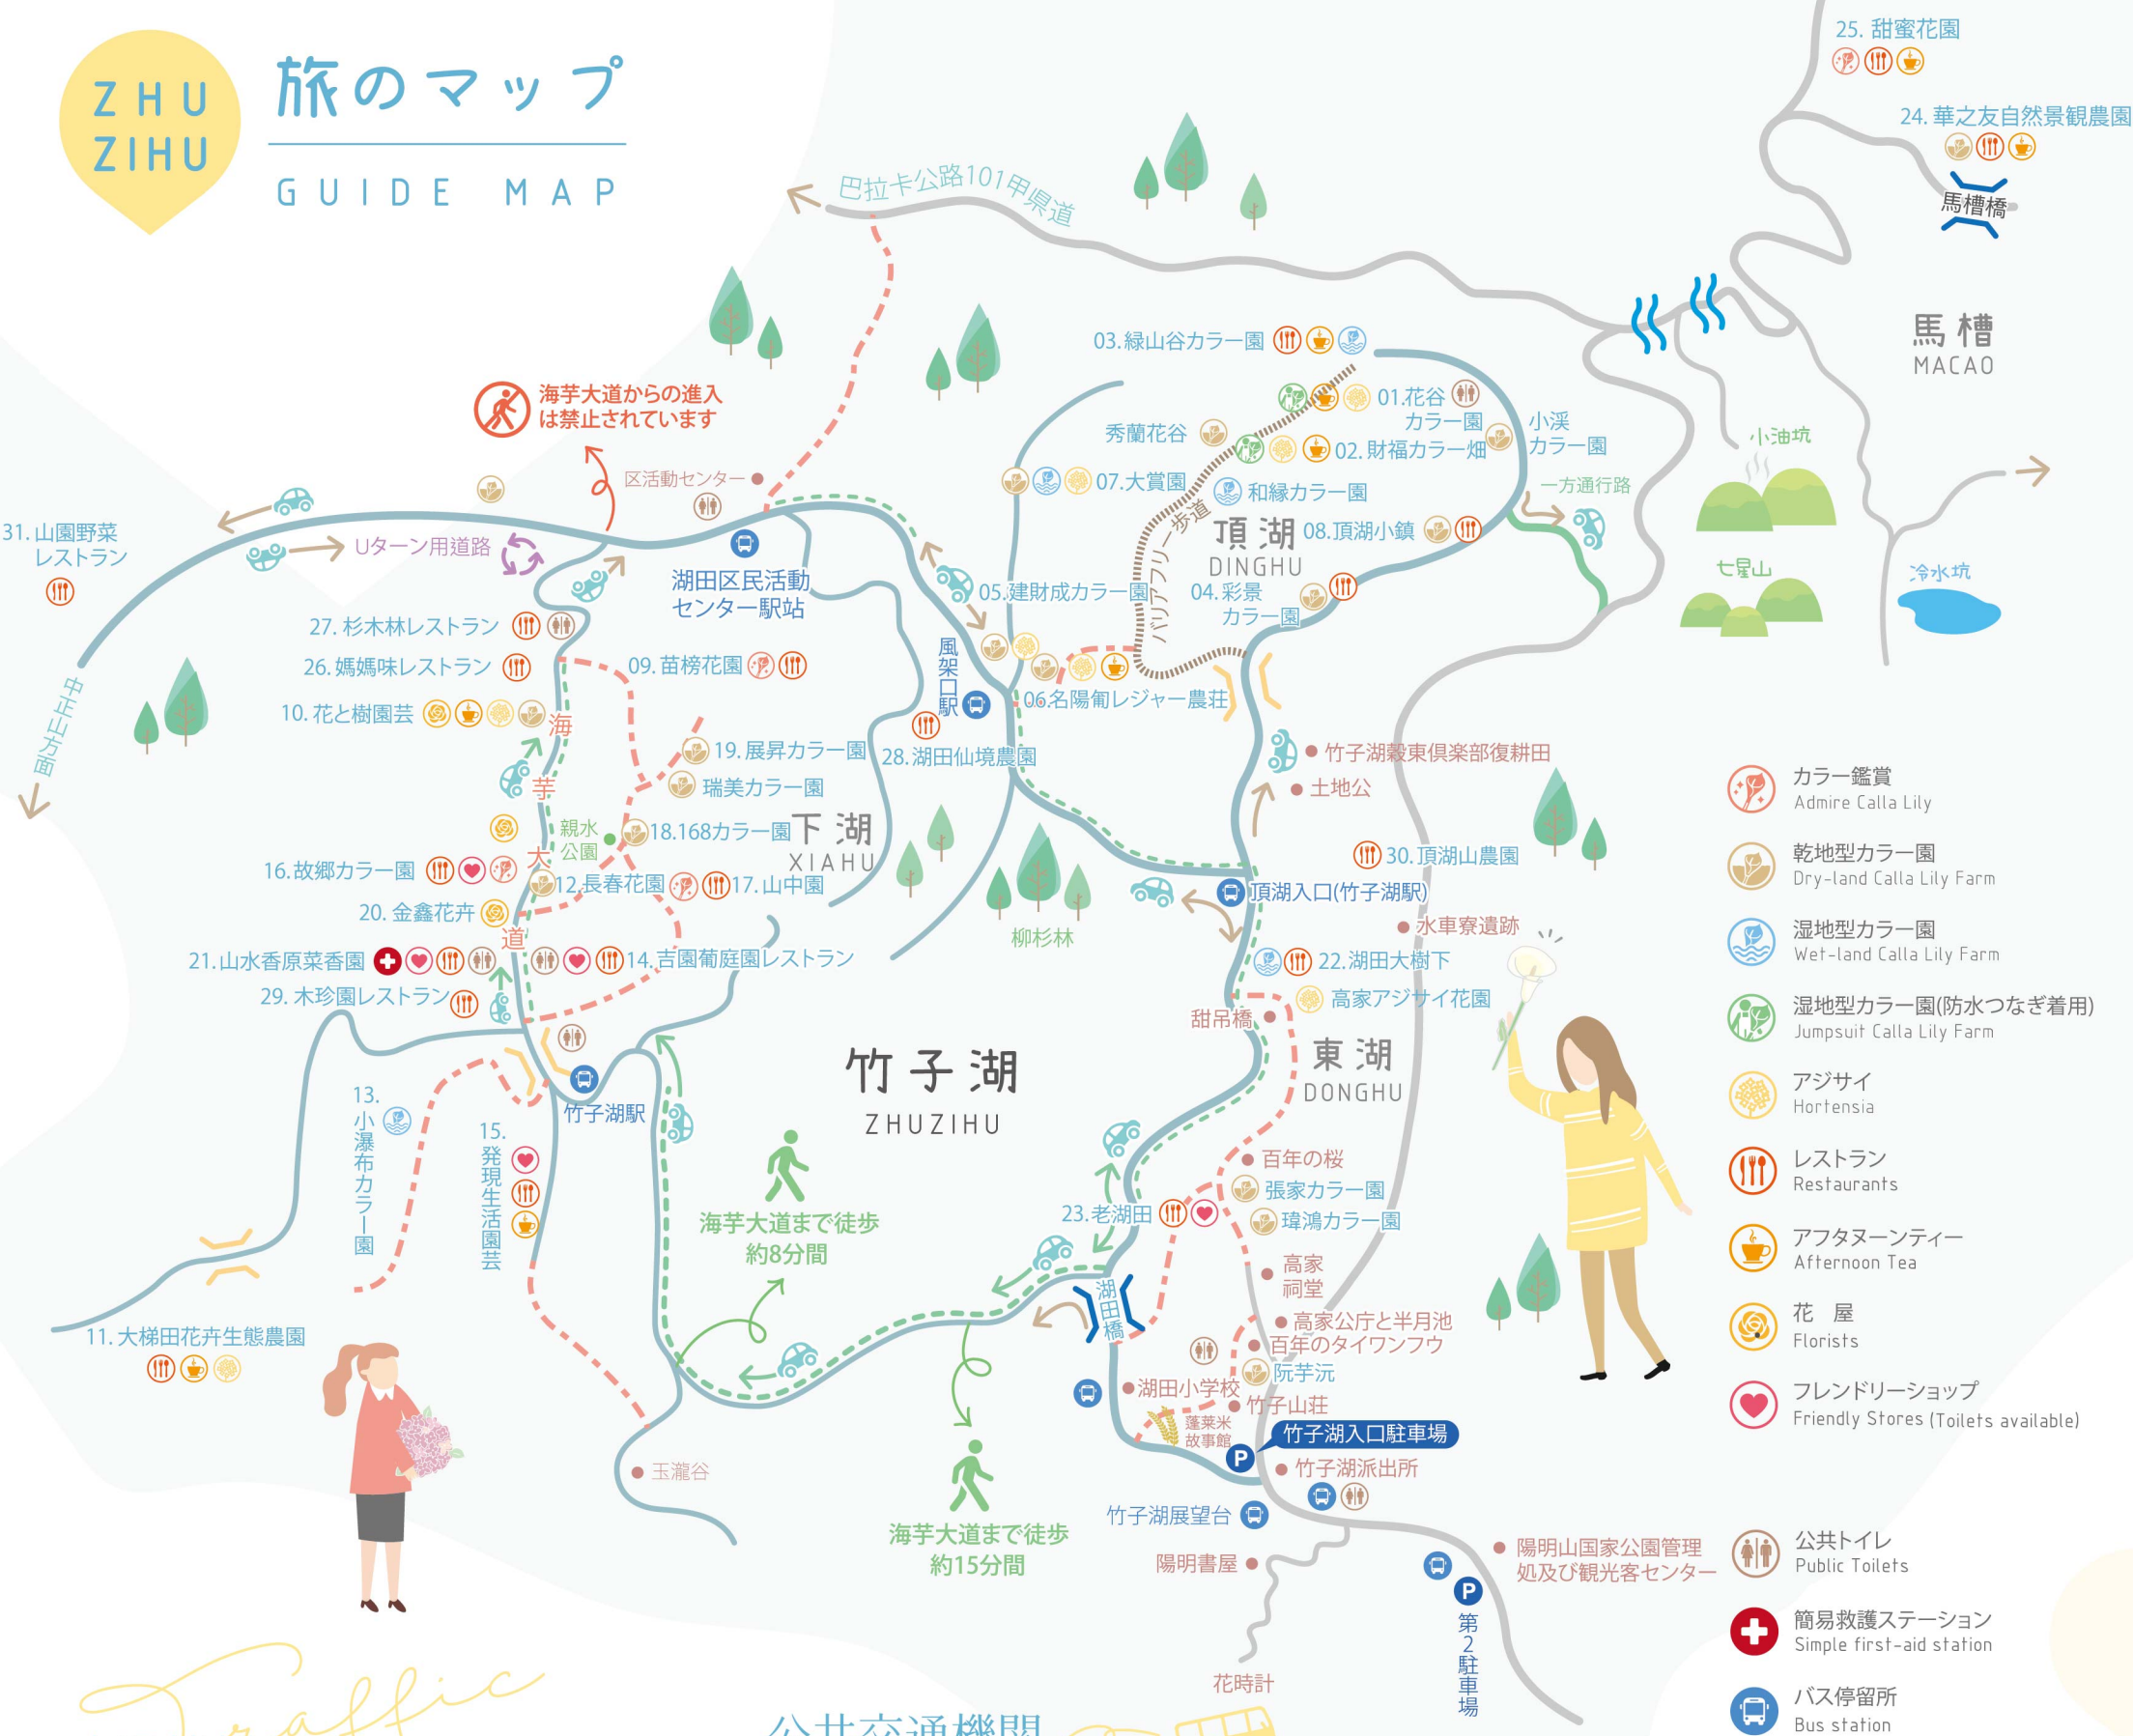 ZHU
ZIHU
旅のマップ
GUIDE MAP
25. 甜蜜花園
24. 華之友自然景観農園
馬槽橋
巴拉卡公路101甲県道
馬槽
MACAO
03.緑山谷カラー園
01.花谷
カラー園
小渓
カラー園
秀蘭花谷
02. 財福カラー畑
07.大賞園
和縁カラー園
一方通行路
小油坑
七星山
冷水坑
海芋大道からの進入
は禁止されています
区活動センター
頂湖
DINGHU
08.頂湖小鎮
バリアフリー歩道
31. 山園野菜
レストラン
Uターン用道路
湖田区民活動
センター駅站
05.建財成カラー園
04. 彩景
カラー園
27. 杉木林レストラン
26. 媽媽味レストラン
09. 苗榜花園
風架口駅
06.名陽匍レジャー農荘
10. 花と樹園芸
海芋大道
中正山方面
19. 展昇カラー園
28.湖田仙境農園
瑞美カラー園
竹子湖穀東倶楽部復耕田
土地公
親水
公園
18.168カラー園
下湖
XIAHU
16.故郷カラー園
12.長春花園
17.山中園
30. 頂湖山農園
20. 金鑫花卉
頂湖入口(竹子湖駅)
水車寮遺跡
柳杉林
21.山水香原菜香園
14.吉園葡庭園レストラン
22.湖田大樹下
29. 木珍園レストラン
高家アジサイ花園
甜吊橋
竹子湖
ZHUZIHU
東湖
DONGHU
13.
小瀑布カラー園
15.
発現生活園芸
竹子湖駅
百年の桜
張家カラー園
23.老湖田
瑋鴻カラー園
海芋大道まで徒歩
約8分間
高家
祠堂
湖田橋
高家公庁と半月池
百年のタイワンフウ
阮芋沅
11. 大梯田花卉生態農園
湖田小学校
竹子山荘
蓬莱米
故事館
竹子湖入口駐車場
P
竹子湖派出所
玉瀧谷
竹子湖展望台
海芋大道まで徒歩
約15分間
陽明書屋
陽明山国家公園管理
処及び観光客センター
P
第2駐車場
花時計
カラー鑑賞
Admire Calla Lily
乾地型カラー園
Dry-land Calla Lily Farm
湿地型カラー園
Wet-land Calla Lily Farm
湿地型カラー園(防水つなぎ着用)
Jumpsuit Calla Lily Farm
アジサイ
Hortensia
レストラン
Restaurants
アフタヌーンティー
Afternoon Tea
花 屋
Florists
フレンドリーショップ
Friendly Stores (Toilets available)
公共トイレ
Public Toilets
簡易救護ステーション
Simple first-aid station
バス停留所
Bus station
Traffic
公共交通機関